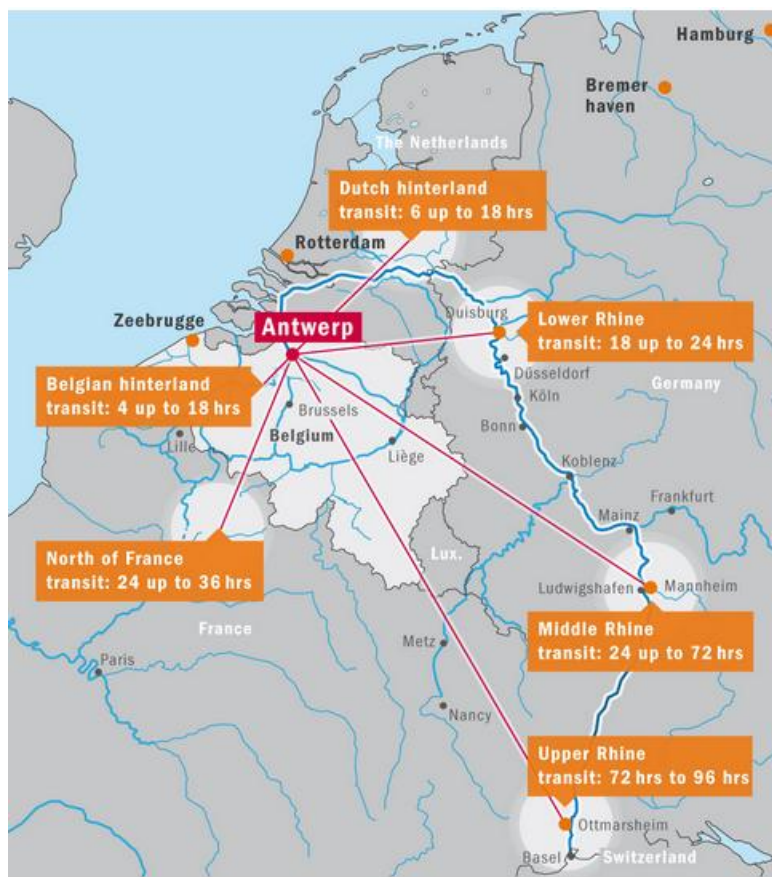 Hamburg
Bremer
haven
The Netherlands
Dutch hinterland
transit: 6 up to 18 hrs
Rotterdam
Zeebrugge
Antwerp
Duisburg
Lower Rhine
transit: 18 up to 24 hrs
Düsseldorf
Germany
Belgian hinterland
transit: 4 up to 18 hrs
Brussels
Köln
Belgium
Bonn
Lille
Liège
Koblenz
Frankfurt
Mainz
North of France
transit: 24 up to 36 hrs
Lux.
Ludwigshafen
Mannheim
France
Middle Rhine
transit: 24 up to 72 hrs
Metz
Paris
Nancy
Upper Rhine
transit: 72 hrs to 96 hrs
Ottmarsheim
Basel
Switzerland